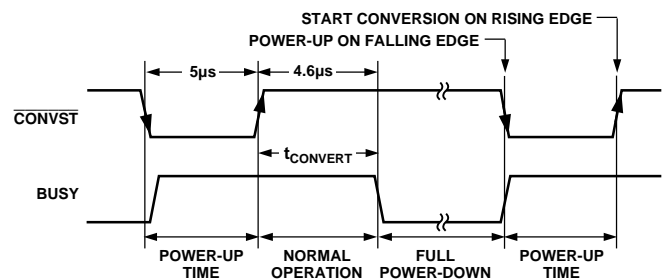 START CONVERSION ON RISING EDGE
POWER-UP ON FALLING EDGE
5µs
4.6µs
CONVST
tCONVERT
BUSY
POWER-UP
TIME
NORMAL
OPERATION
FULL
POWER-DOWN
POWER-UP
TIME